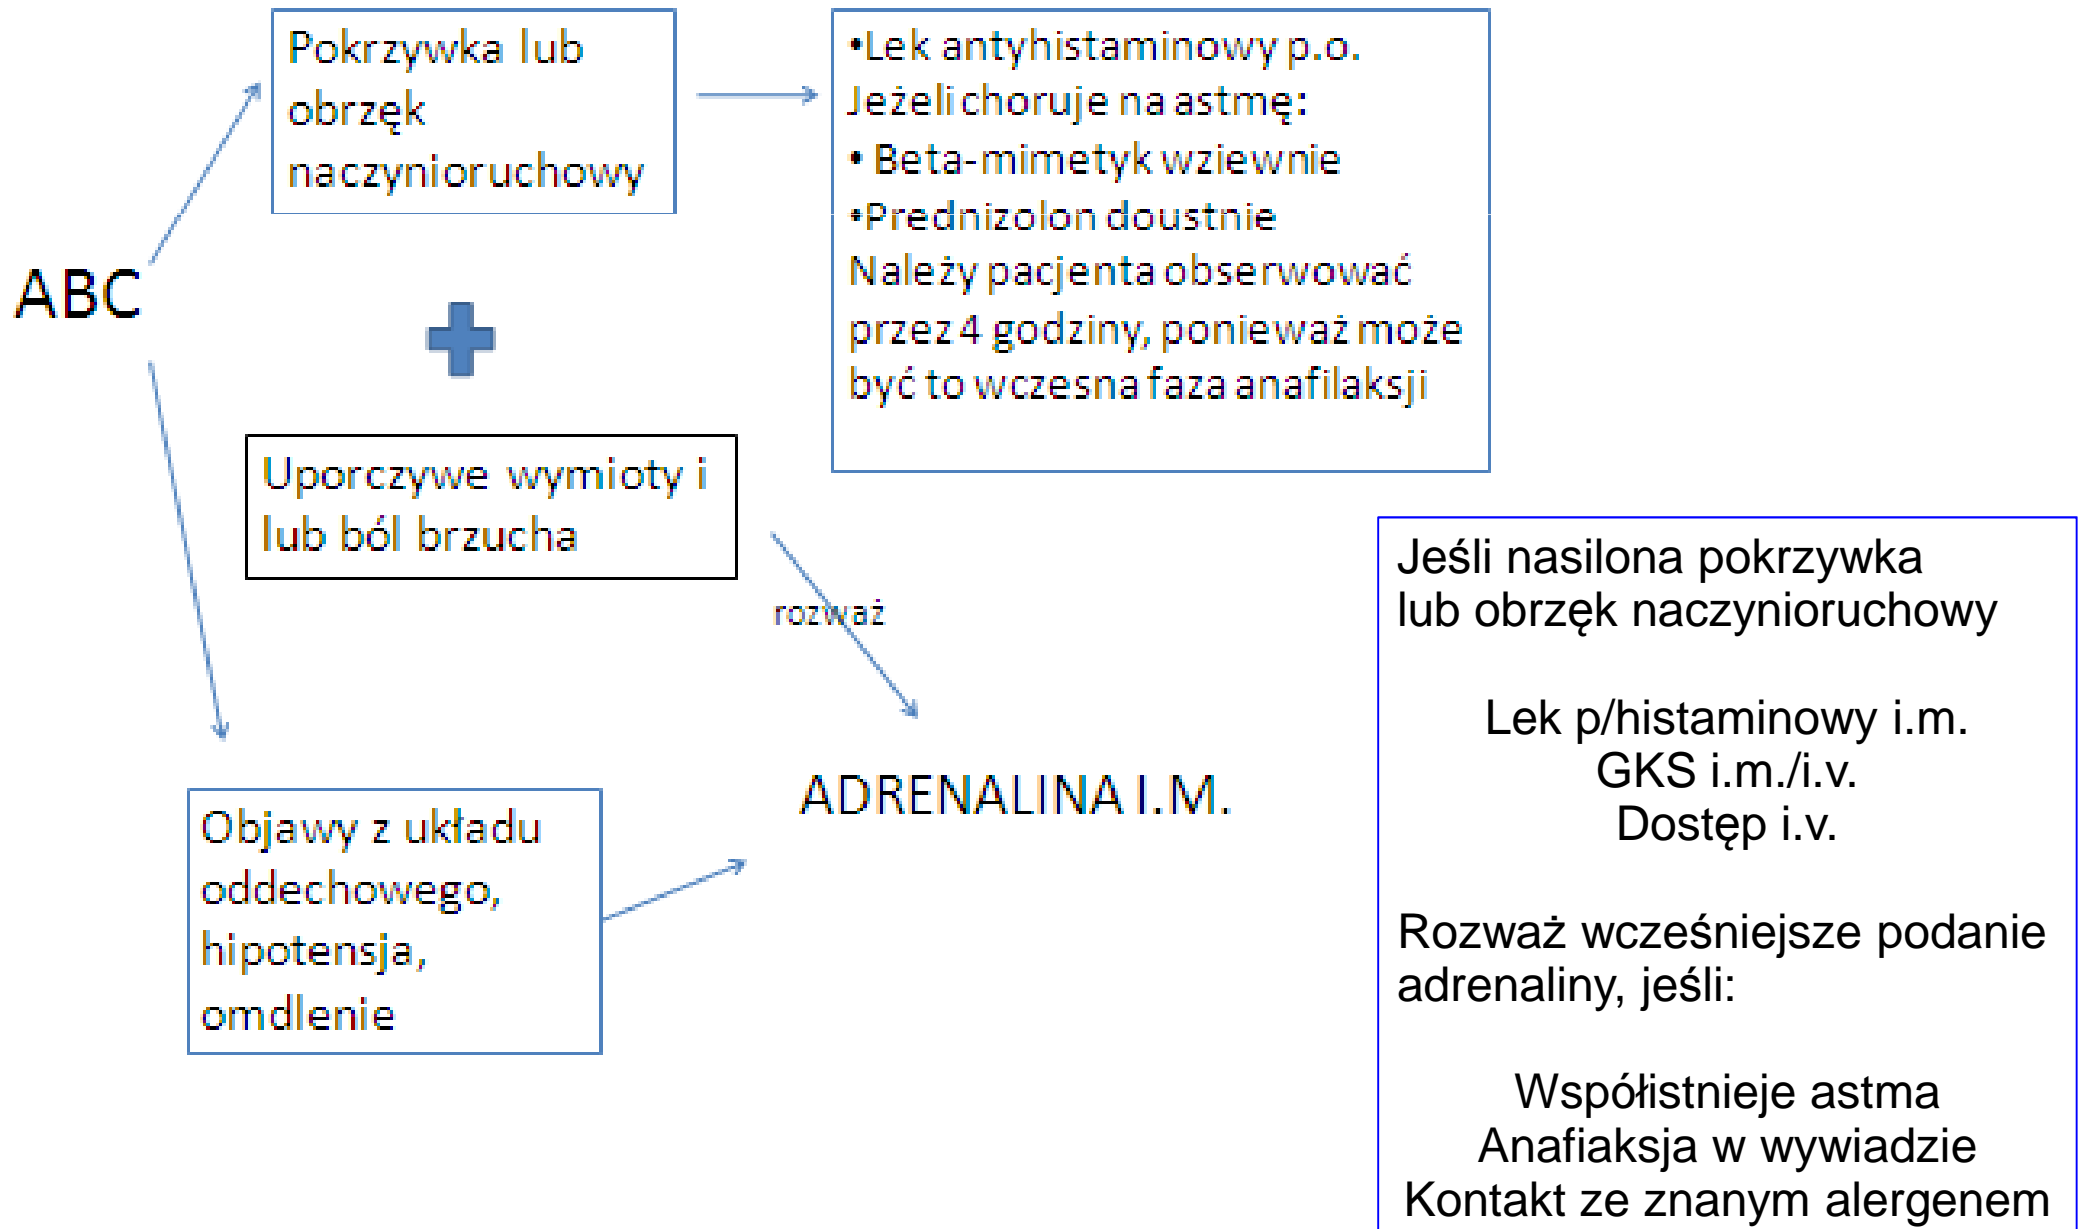 Pokrzywka lub
obrzęk
naczynioruchowy
•Lek antyhistaminowy p.o.
Jeżeli choruje na astmę:
• Beta-mimetyk wziewnie
•Prednizolon doustnie
Należy pacjenta obserwować
przez 4 godziny, ponieważ może
być to wczesna faza anafilaksji
ABC
Uporczywe wymioty i
lub ból brzucha
rozważ
ADRENALINA I.M.
Objawy z układu
oddechowego,
hipotensja,
omdlenie
Jeśli nasilona pokrzywka
lub obrzęk naczynioruchowy
Lek p/histaminowy i.m.
GKS i.m./i.v.
Dostęp i.v.
Rozważ wcześniejsze podanie
adrenaliny, jeśli:
Współistnieje astma
Anafiaksja w wywiadzie
Kontakt ze znanym alergenem